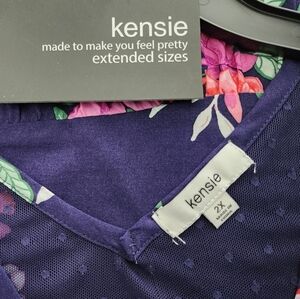 kensie
made to make you feel pretty
extended sizes
kensie
2X